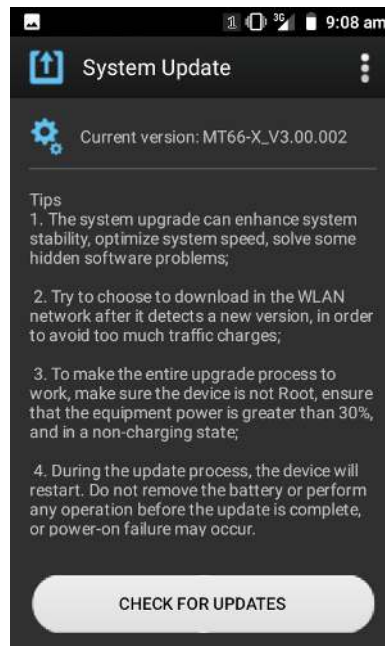 1 3G 9:08 am
System Update
Current version: MT66-X_V3.00.002
Tips
1. The system upgrade can enhance system
stability, optimize system speed, solve some
hidden software problems;
2. Try to choose to download in the WLAN
network after it detects a new version, in order
to avoid too much traffic charges;
3. To make the entire upgrade process to
work, make sure the device is not Root, ensure
that the equipment power is greater than 30%,
and in a non-charging state;
4. During the update process, the device will
restart. Do not remove the battery or perform
any operation before the update is complete,
or power-on failure may occur.
CHECK FOR UPDATES